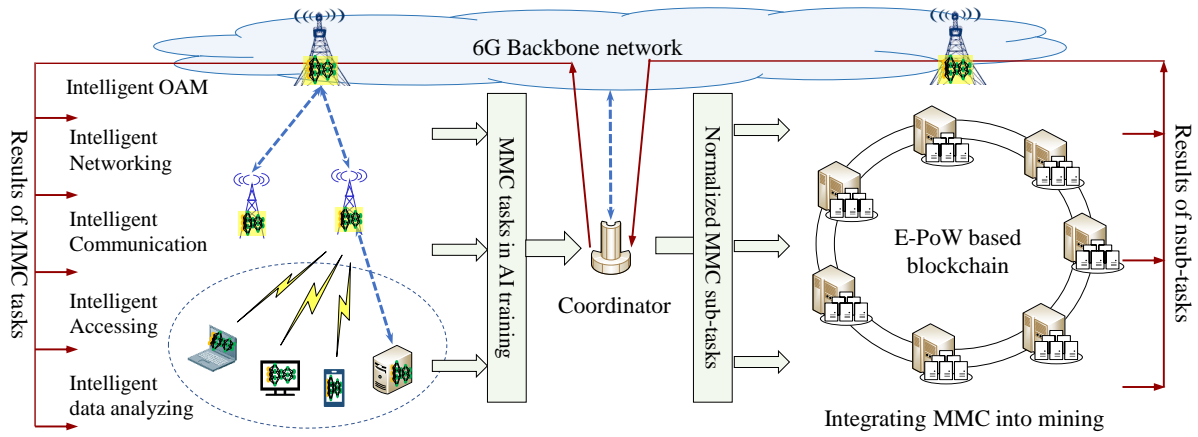 6G Backbone network
Results of MMC tasks
Intelligent OAM
Intelligent
Networking
Intelligent
Communication
Intelligent
Accessing
Intelligent
data analyzing
MMC tasks in AI training
Coordinator
Normalized MMC sub-tasks
E-PoW based
blockchain
Integrating MMC into mining
Results of nsub-tasks